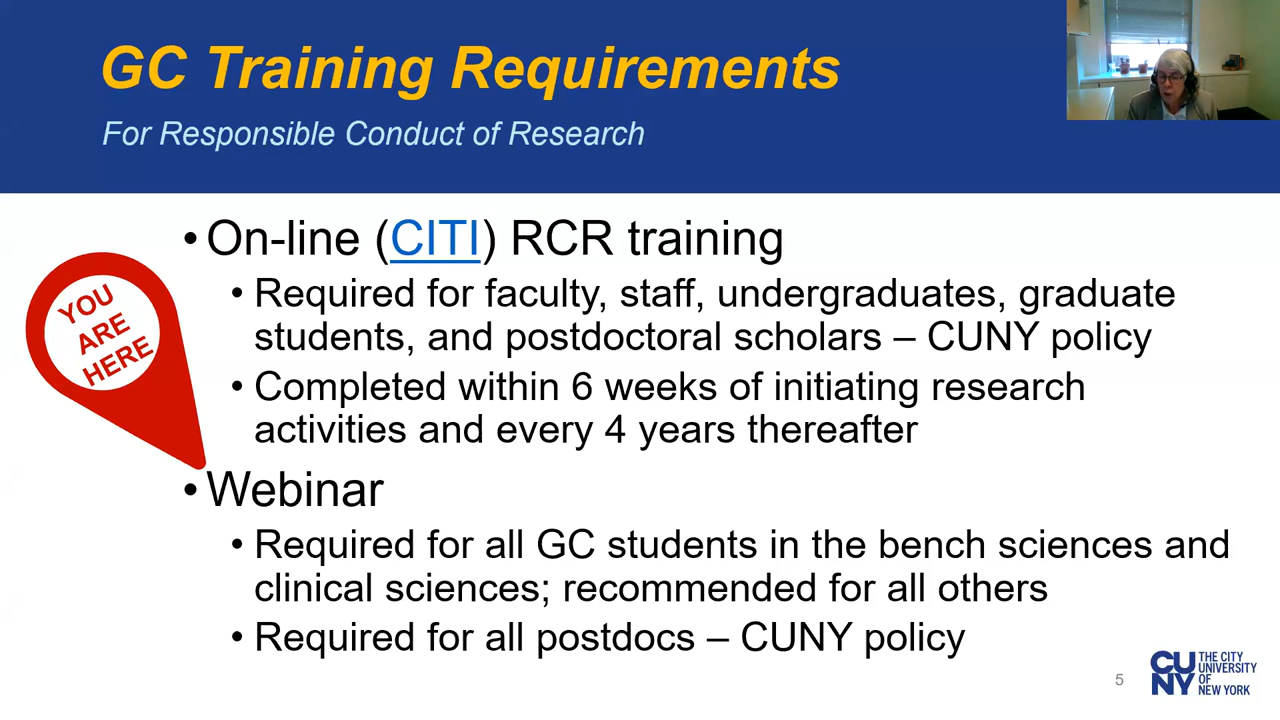 GC Training Requirements
For Responsible Conduct of Research
• On-line (CITI) RCR training
• Required for faculty, staff, undergraduates, graduate
students, and postdoctoral scholars – CUNY policy
• Completed within 6 weeks of initiating research
activities and every 4 years thereafter
YOU
ARE
HERE
• Webinar
• Required for all GC students in the bench sciences and
clinical sciences; recommended for all others
• Required for all postdocs – CUNY policy
5
CU
NY
THE CITY
UNIVERSITY
OF
NEW YORK